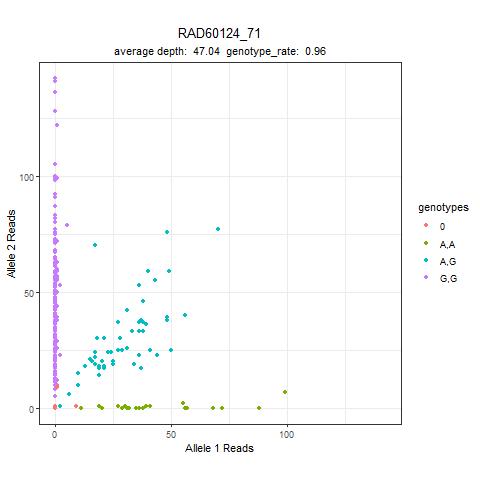 RAD60124_71
average depth:  47.04  genotype_rate:  0.96
Allele 2 Reads
100
50
0
0
50
100
Allele 1 Reads
genotypes
0
A,A
A,G
G,G